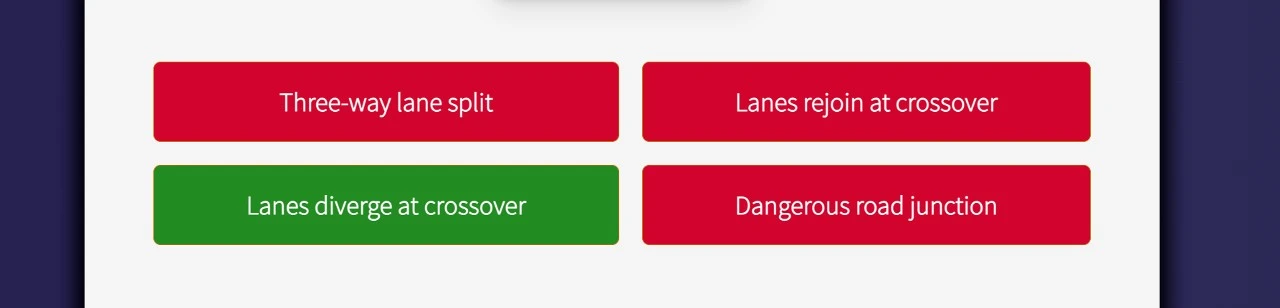 Three-way lane split
Lanes rejoin at crossover
Lanes diverge at crossover
Dangerous road junction